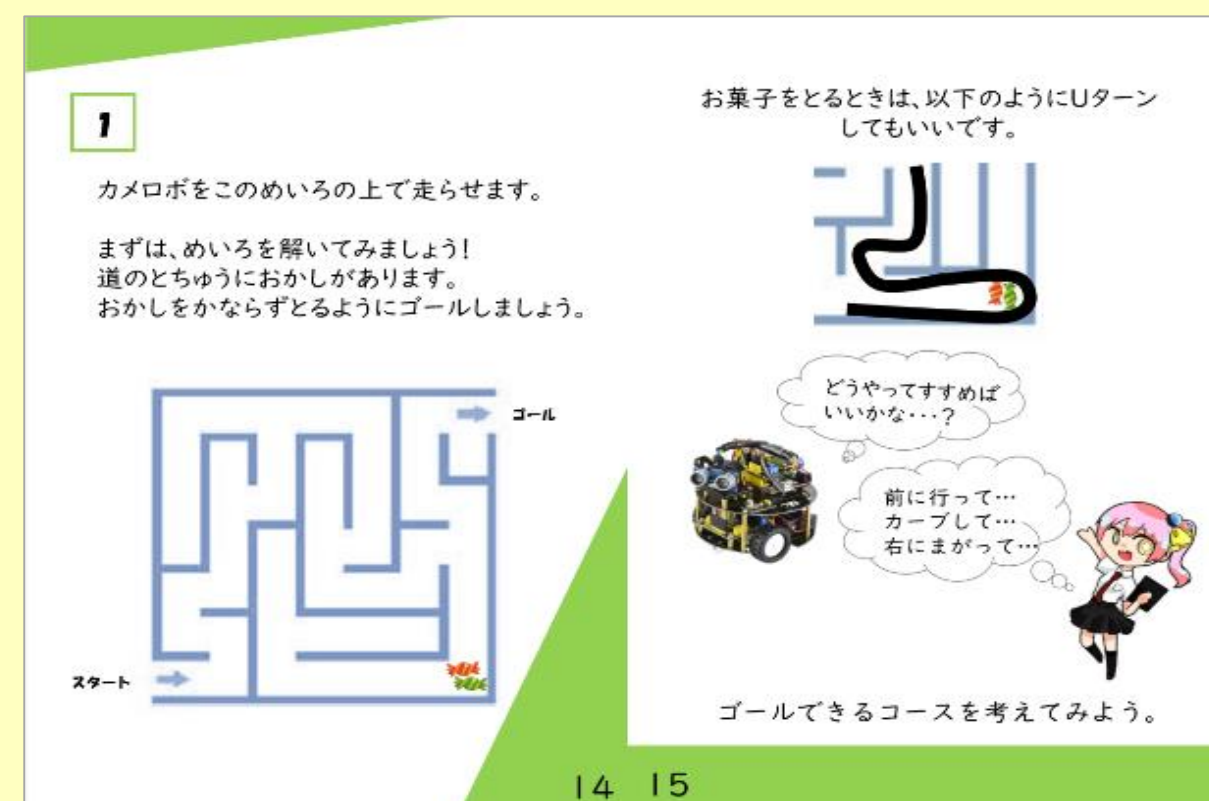 1
カメロボをこのめいろの上で走らせます。
まずは、めいろを解いてみましょう!
道のとちゅうにおかしがあります。
おかしをかならずとるようにゴールしましょう。
ゴール
スタート
お菓子をとるときは、以下のようにUターン
してもいいです。
どうやってすすめば
いいかな・・・?
前に行って…
カーブして…
右にまがって…
ゴールできるコースを考えてみよう。
14 15